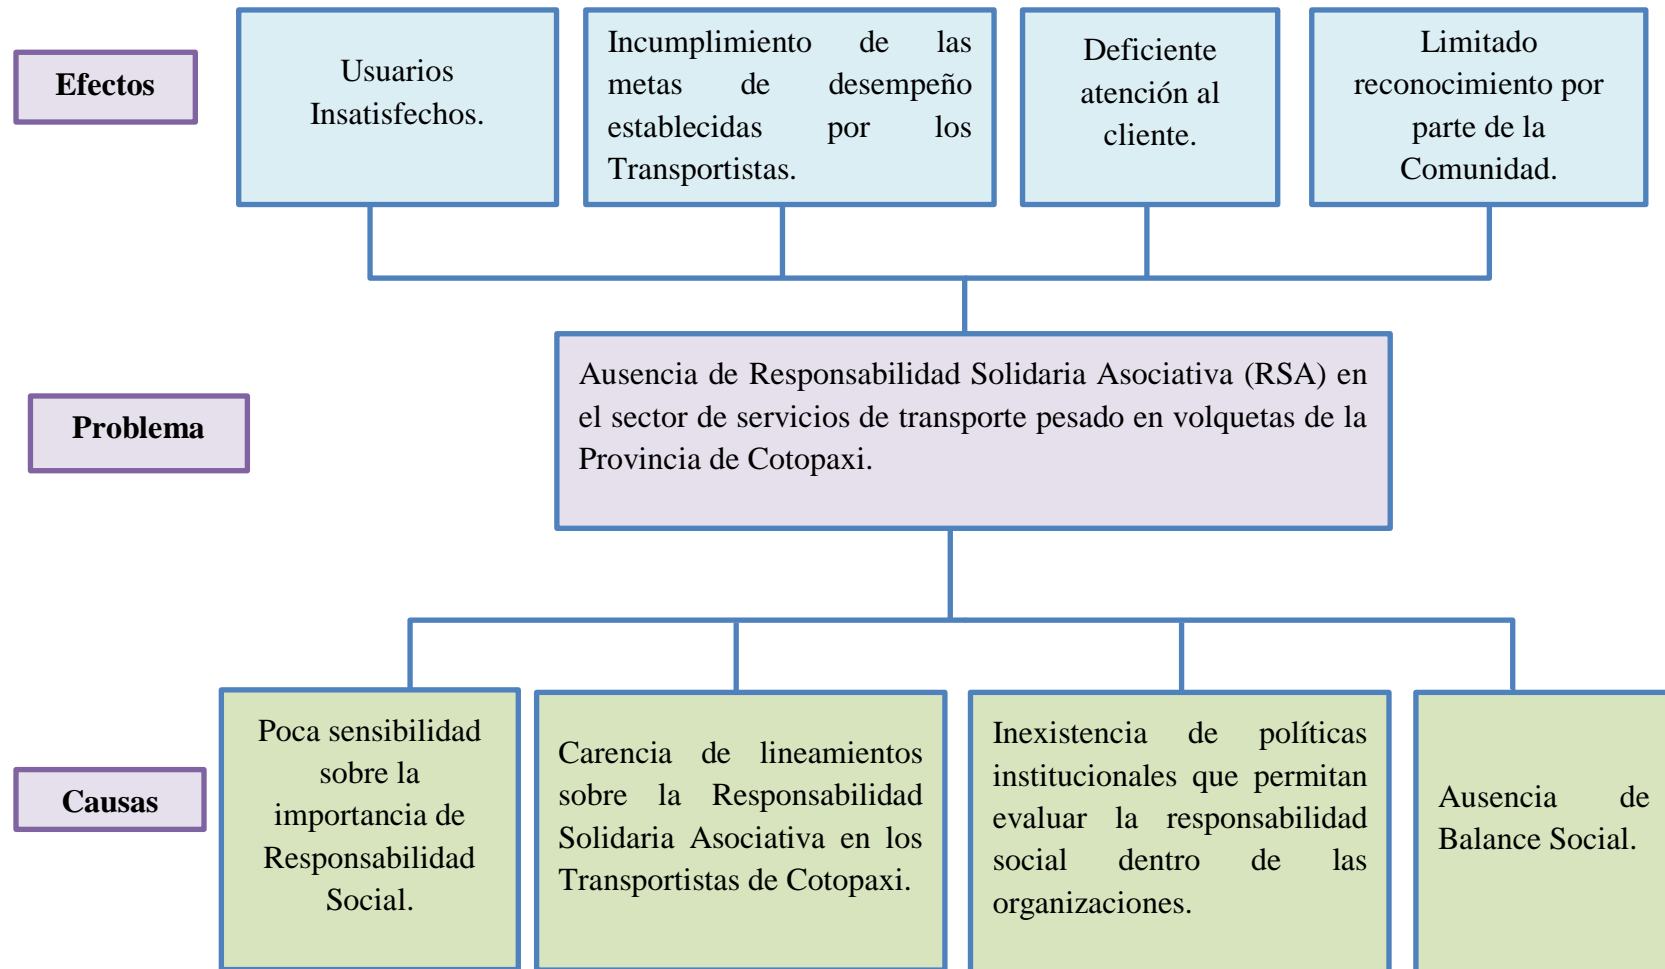 Efectos
Usuarios
Insatisfechos.
Incumplimiento de las
metas de desempeño
establecidas por los
Transportistas.
Deficiente
atención al
cliente.
Limitado
reconocimiento por
parte de la
Comunidad.
Problema
Ausencia de Responsabilidad Solidaria Asociativa (RSA) en
el sector de servicios de transporte pesado en volquetas de la
Provincia de Cotopaxi.
Causas
Poca sensibilidad
sobre la
importancia de
Responsabilidad
Social.
Carencia de lineamientos
sobre la Responsabilidad
Solidaria Asociativa en los
Transportistas de Cotopaxi.
Inexistencia de políticas
institucionales que permitan
evaluar la responsabilidad
social dentro de las
organizaciones.
Ausencia de
Balance Social.